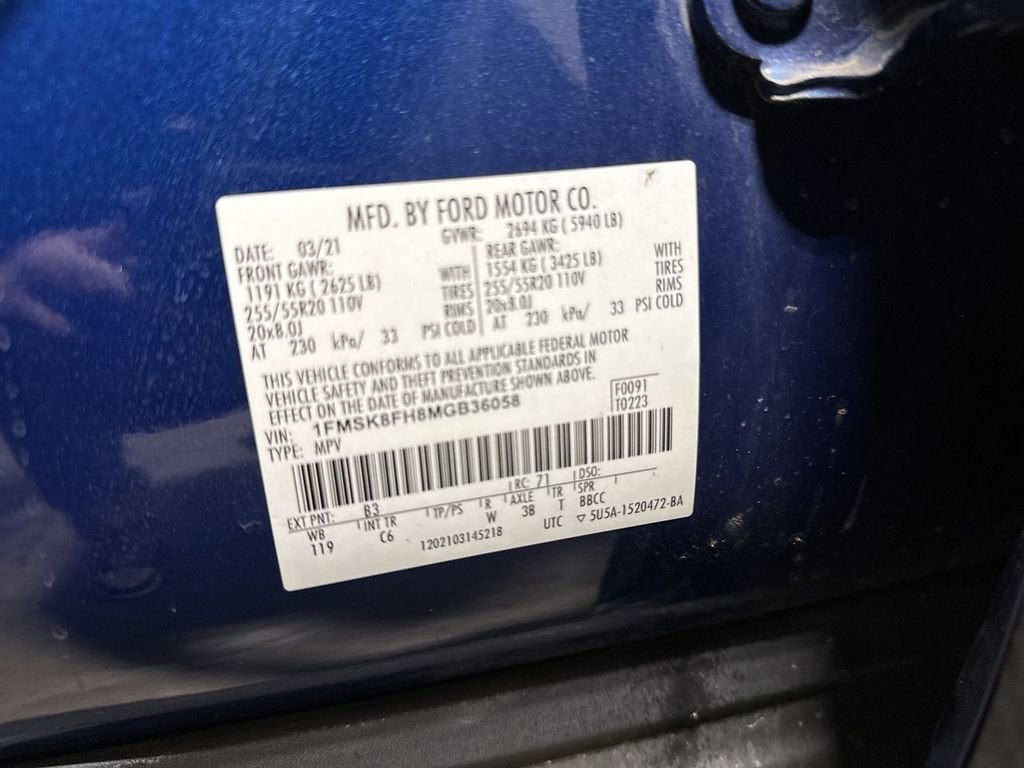 MFD. BY FORD MOTOR CO.
DATE: 03/21 GVWR: 2694 KG ( 5940 LB)
FRONT GAWR: REAR GAWR:
1191 KG ( 2625 LB) WITH 1554 KG ( 3425 LB) WITH
255/55R20 110V TIRES 255/55R20 110V TIRES
20x8.0J RIMS 20x8.0J RIMS
AT 230 kPa/ 33 PSI COLD AT 230 kPa/ 33 PSI COLD
THIS VEHICLE CONFORMS TO ALL APPLICABLE FEDERAL MOTOR
VEHICLE SAFETY AND THEFT PREVENTION STANDARDS IN
EFFECT ON THE DATE OF MANUFACTURE SHOWN ABOVE.
VIN: 1FMSK8FH8MGB36058 F0091
TYPE: MPV T0223
EXT PNT: B3 RC: 71 DSO:
WB INT TR TP/PS R AXLE TR SPR
119 C6 W 3B T BBCC
1202103145218 UTC ▽ 5U5A-1520472-BA